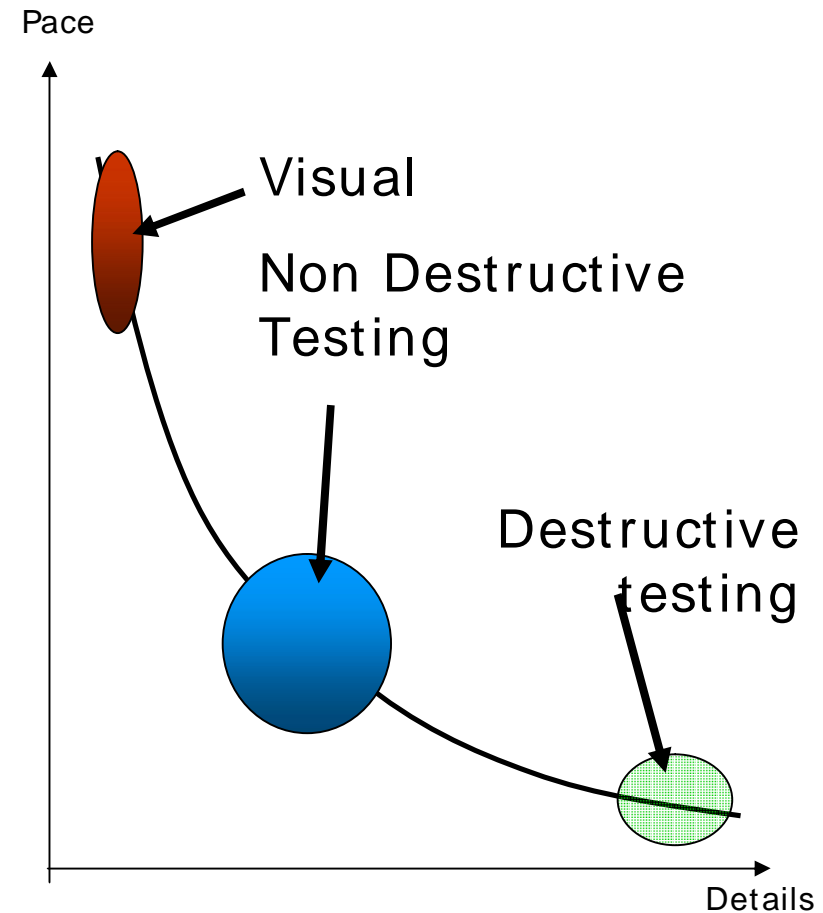 Pace
Visual
Non Destructive
Testing
Destructive
testing
Details